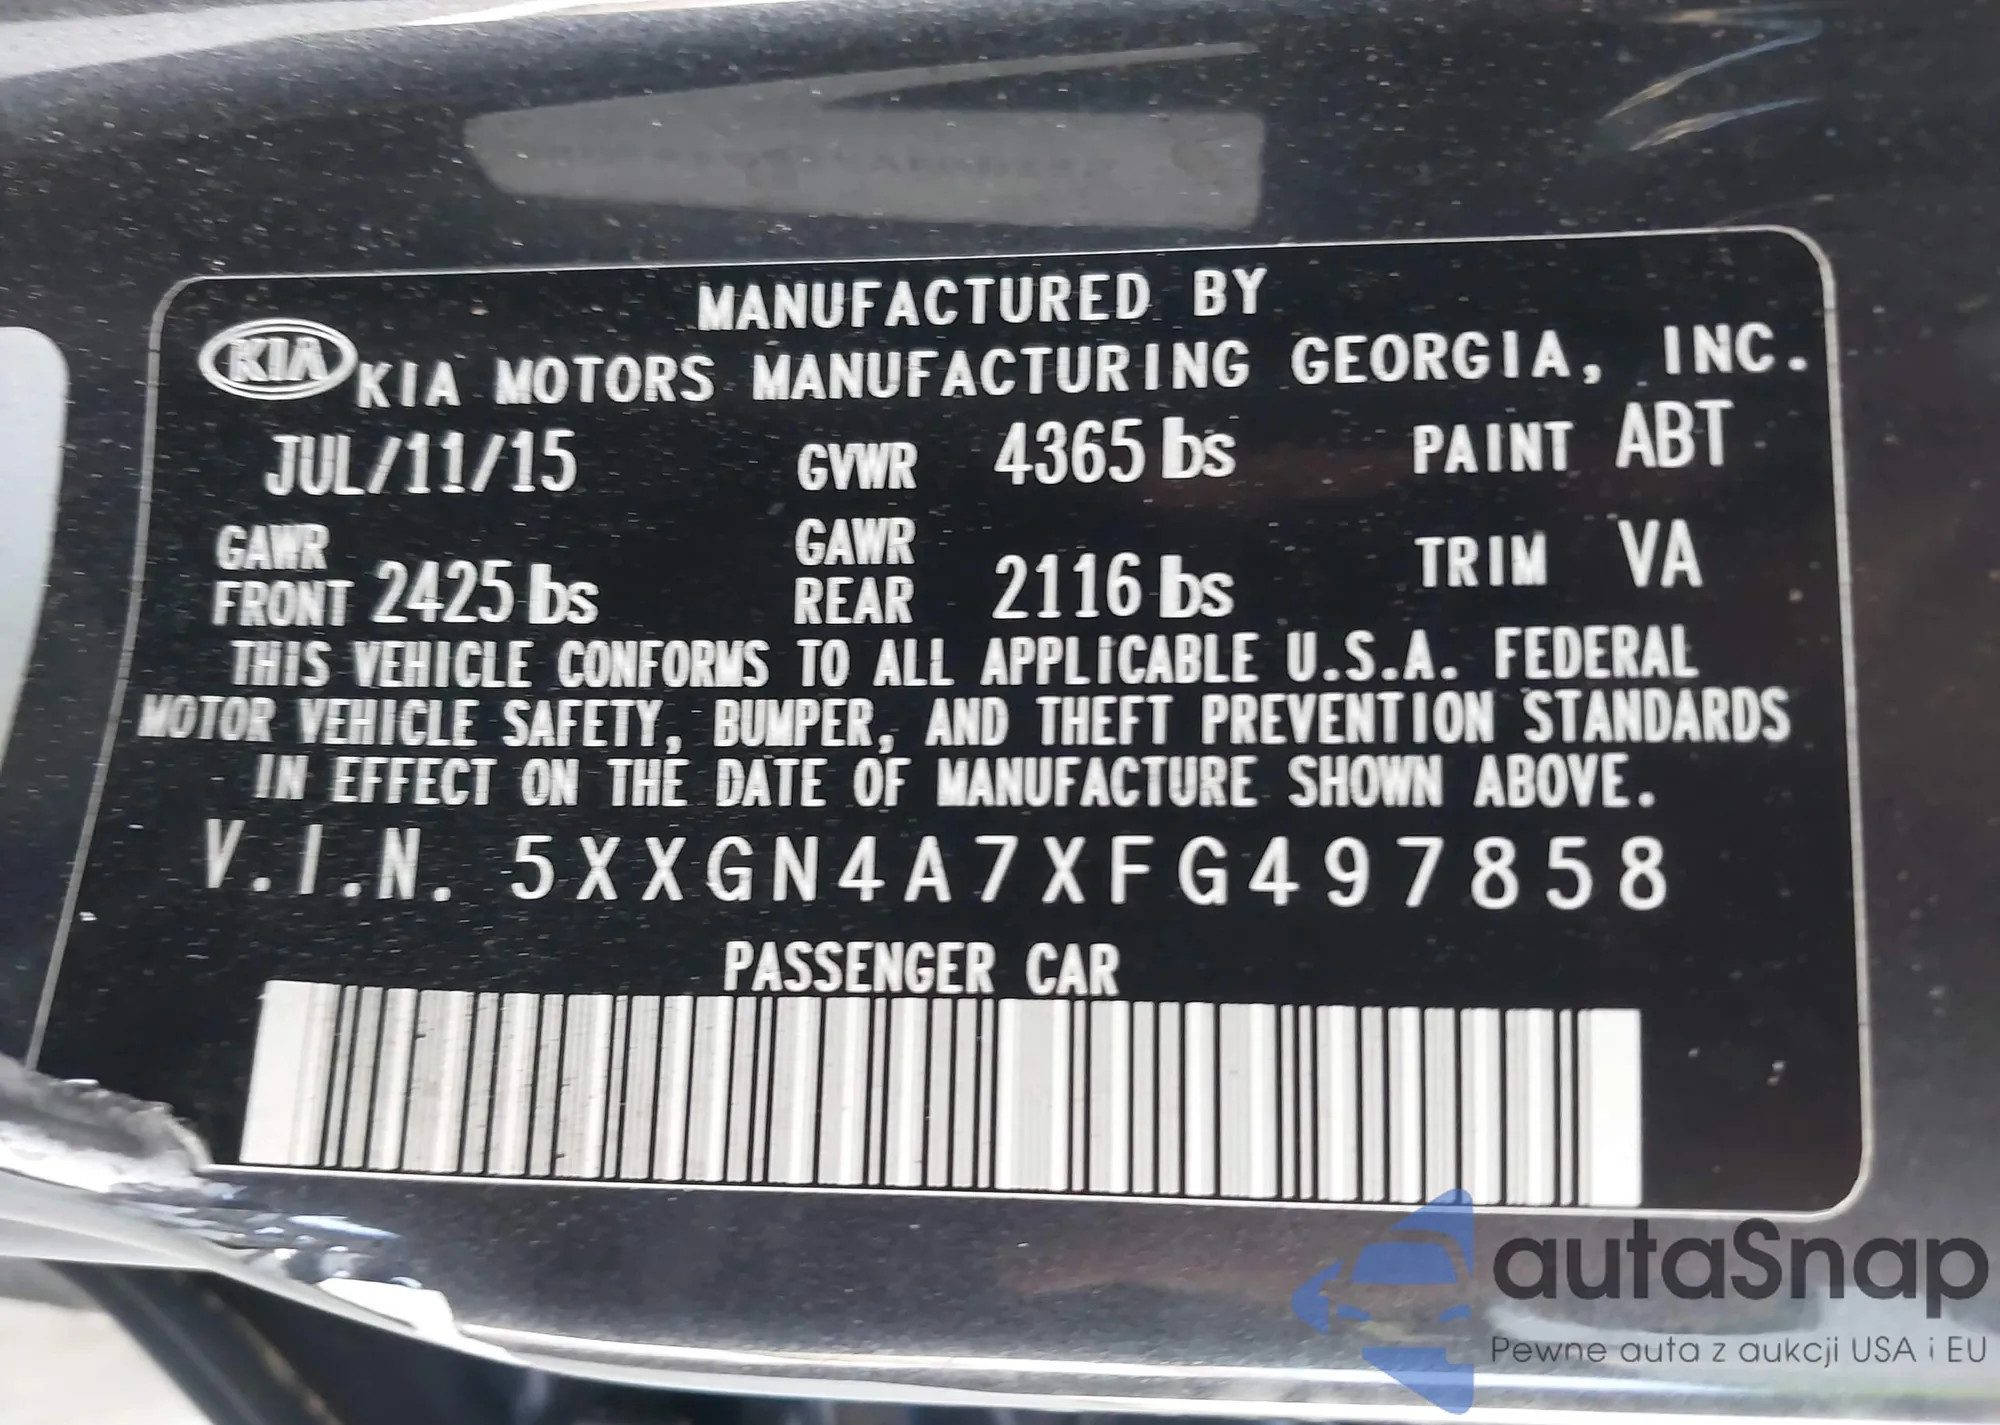 MANUFACTURED BY
KIA KIA MOTORS MANUFACTURING GEORGIA, INC.
JUL/11/15 GVWR 4365 lbs PAINT ABT
GAWR FRONT 2425 lbs GAWR REAR 2116 lbs TRIM VA
THIS VEHICLE CONFORMS TO ALL APPLICABLE U.S.A. FEDERAL
MOTOR VEHICLE SAFETY, BUMPER, AND THEFT PREVENTION STANDARDS
IN EFFECT ON THE DATE OF MANUFACTURE SHOWN ABOVE.
V.I.N. 5XXGN4A7XFG497858
PASSENGER CAR
autaSnap
Pewne auta z aukcji USA i EU